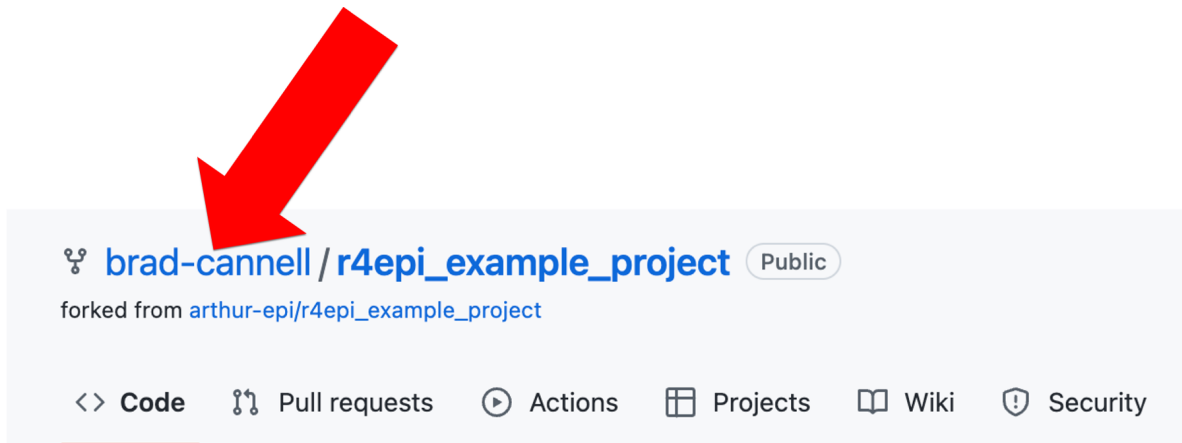 brad-cannell / r4epi_example_project Public
forked from arthur-epi/r4epi_example_project
Code Pull requests Actions Projects Wiki Security